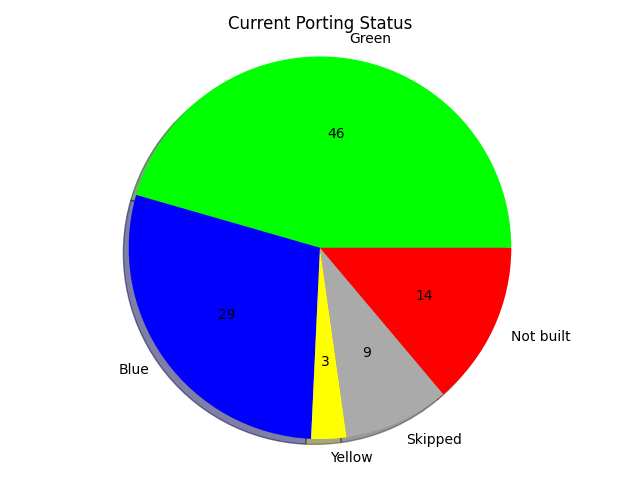 Current Porting Status
Green
46
29
14
3
9
Not built
Blue
Skipped
Yellow